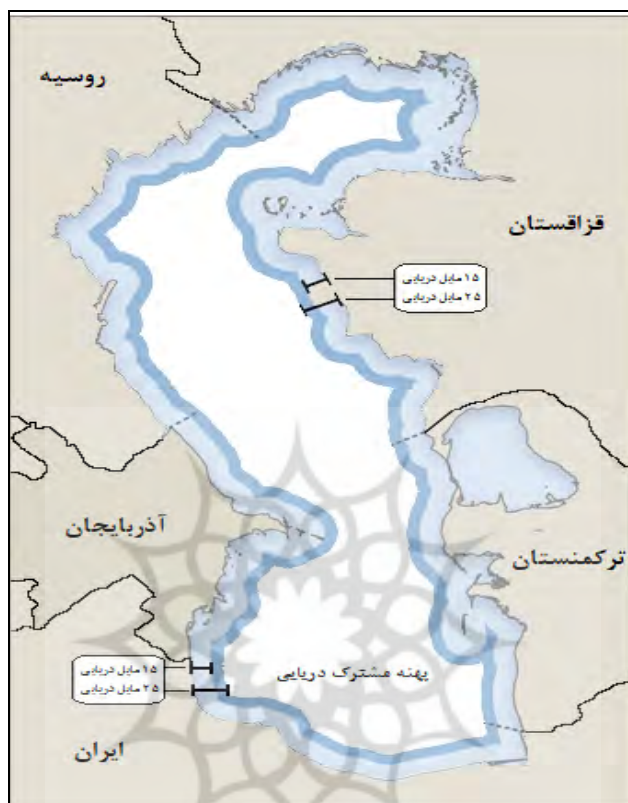 روسیه
قزاقستان
۱۵ مایل دریایی
۲۵ مایل دریایی
آذربایجان
ترکمنستان
۱۵ مایل دریایی
۲۵ مایل دریایی
پهنه مشترک دریایی
ایران